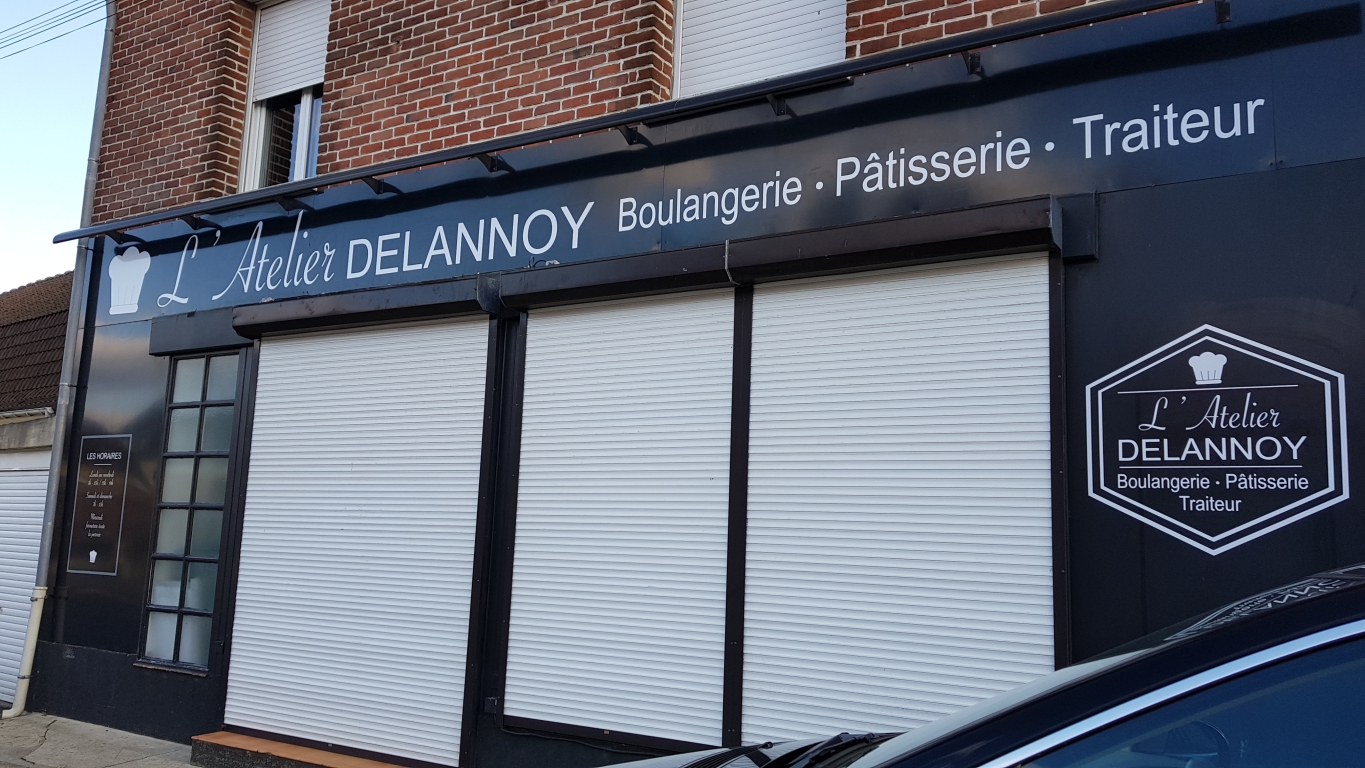 L'Atelier DELANNOY Boulangerie · Pâtisserie · Traiteur
LES HORAIRES
L'Atelier
DELANNOY
Boulangerie · Pâtisserie
Traiteur